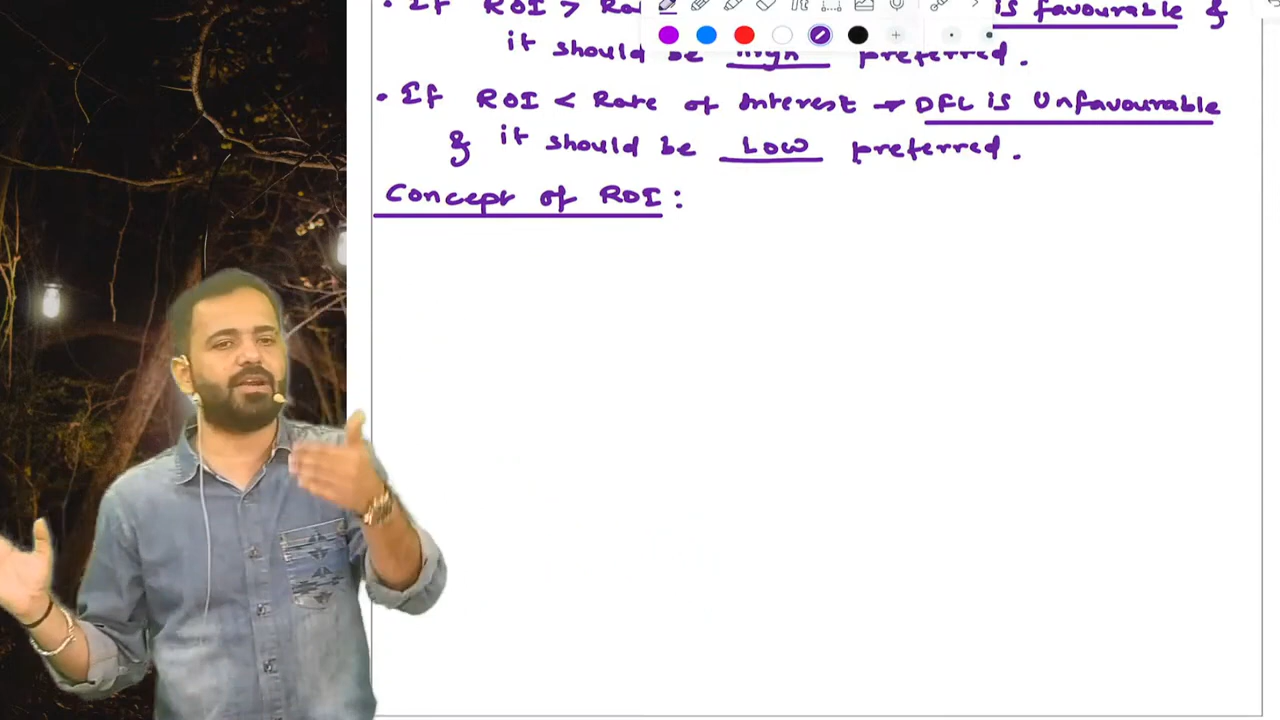 • If ROI > is favourable &
it should be High preferred.
• If ROI < Rate of Interest → DFL is Unfavourable
& it should be Low preferred.
Concept of ROI :